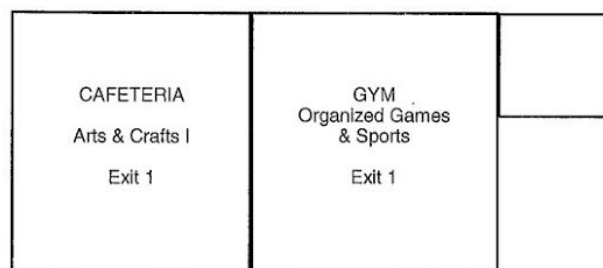 CAFETERIA
Arts & Crafts I
Exit 1
GYM
Organized Games
& Sports
Exit 1